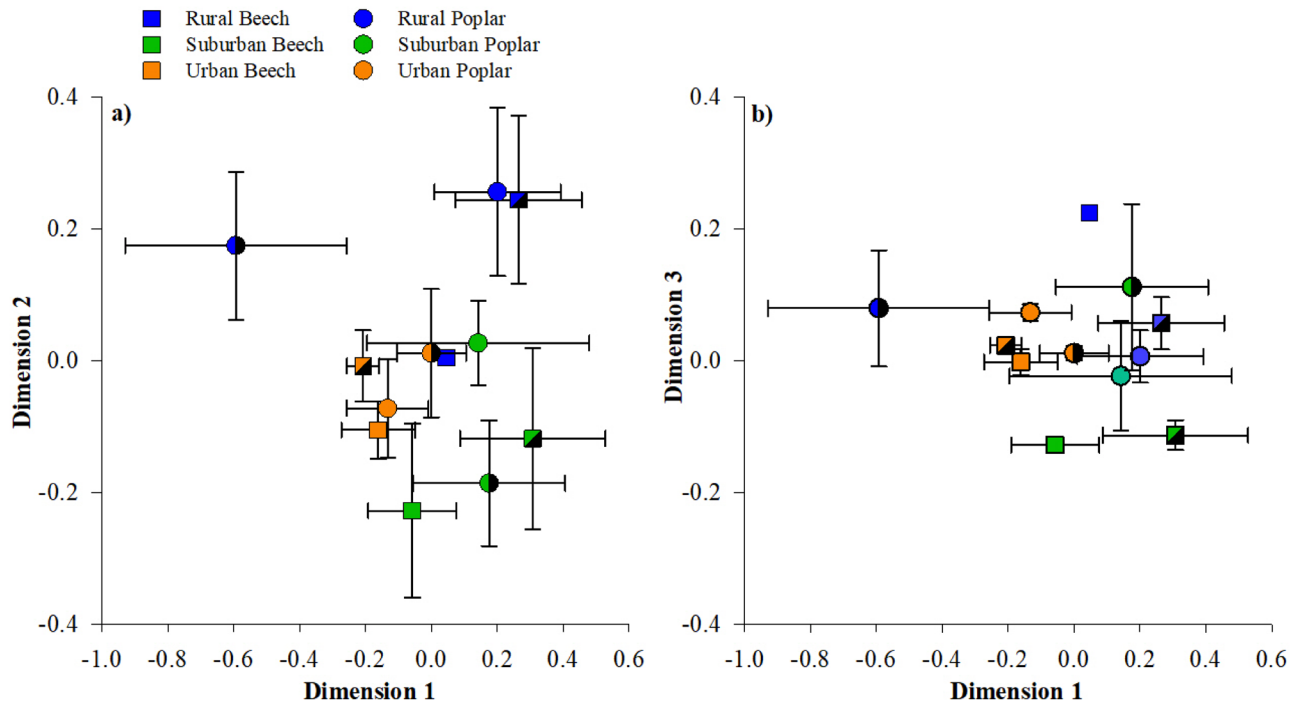 Rural Beech Rural Poplar
Suburban Beech Suburban Poplar
Urban Beech Urban Poplar
a)
0.4
0.2
0.0
-0.2
-0.4
Dimension 2
-1.0 -0.8 -0.6 -0.4 -0.2 0.0 0.2 0.4 0.6
Dimension 1
b)
0.4
0.2
0.0
-0.2
-0.4
Dimension 3
-1.0 -0.8 -0.6 -0.4 -0.2 0.0 0.2 0.4 0.6
Dimension 1